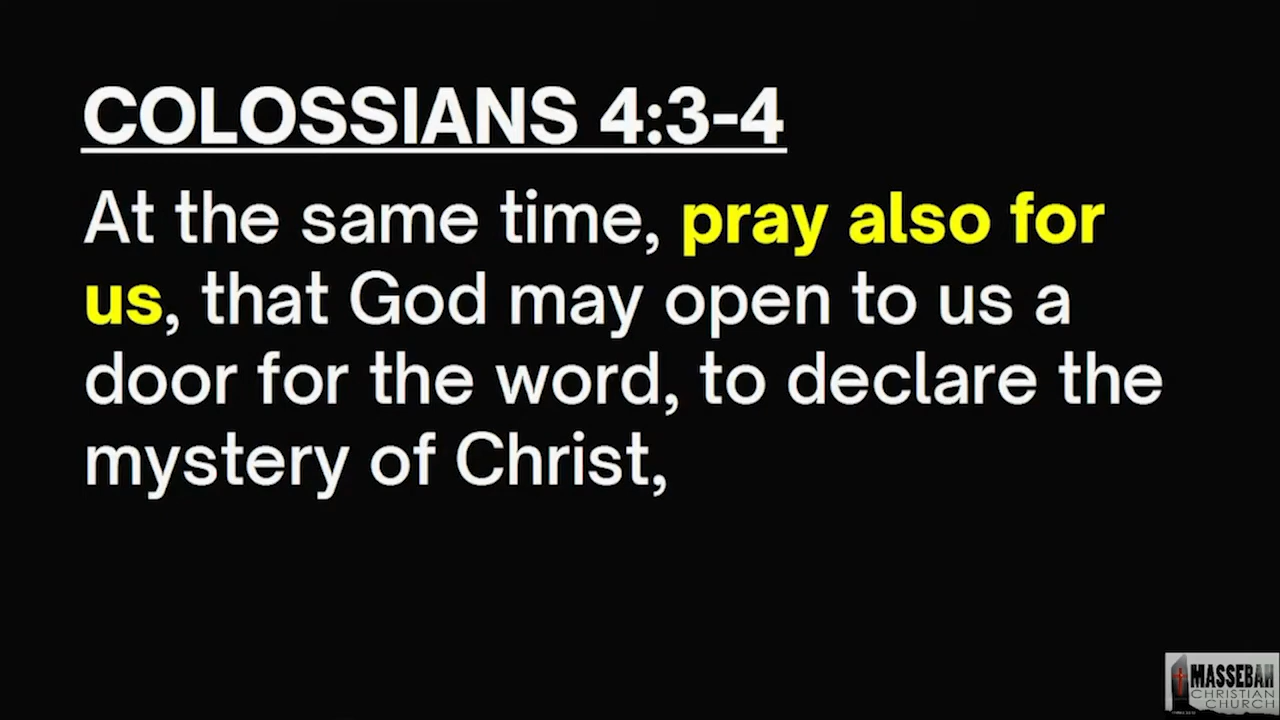 COLOSSIANS 4:3-4
At the same time, pray also for
us, that God may open to us a
door for the word, to declare the
mystery of Christ,
MASSEBAH
CHRISTIAN
CHURCH